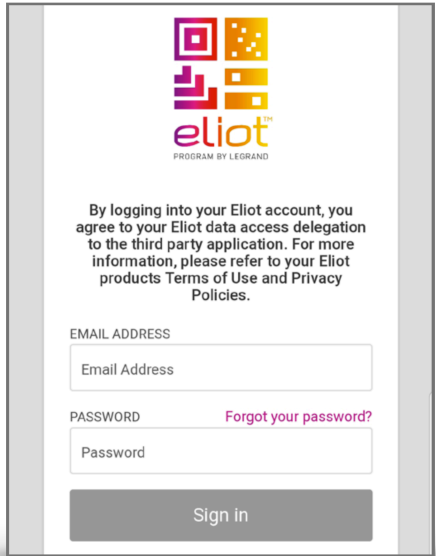 eliot™
PROGRAM BY LEGRAND
By logging into your Eliot account, you
agree to your Eliot data access delegation
to the third party application. For more
information, please refer to your Eliot
products Terms of Use and Privacy
Policies.
EMAIL ADDRESS
Email Address
PASSWORD Forgot your password?
Password
Sign in